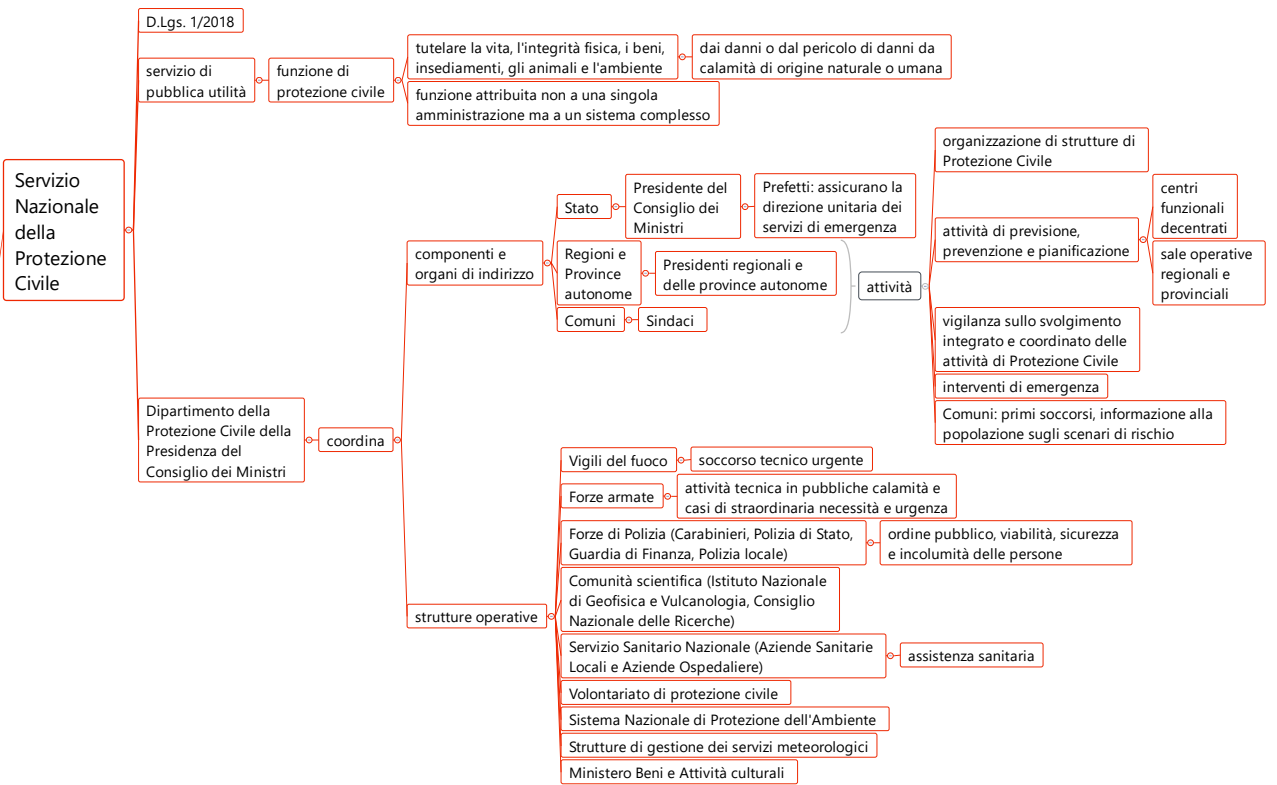 Servizio
Nazionale
della
Protezione
Civile
D.Lgs. 1/2018
servizio di
pubblica utilità
funzione di
protezione civile
tutelare la vita, l'integrità fisica, i beni,
insediamenti, gli animali e l'ambiente
dai danni o dal pericolo di danni da
calamità di origine naturale o umana
funzione attribuita non a una singola
amministrazione ma a un sistema complesso
Dipartimento della
Protezione Civile della
Presidenza del
Consiglio dei Ministri
coordina
componenti e
organi di indirizzo
Stato
Presidente del
Consiglio dei
Ministri
Prefetti: assicurano la
direzione unitaria dei
servizi di emergenza
Regioni e
Province
autonome
Presidenti regionali e
delle province autonome
Comuni
Sindaci
attività
organizzazione di strutture di
Protezione Civile
attività di previsione,
prevenzione e pianificazione
centri
funzionali
decentrati
sale operative
regionali e
provinciali
vigilanza sullo svolgimento
integrato e coordinato delle
attività di Protezione Civile
interventi di emergenza
Comuni: primi soccorsi, informazione alla
popolazione sugli scenari di rischio
strutture operative
Vigili del fuoco
soccorso tecnico urgente
Forze armate
attività tecnica in pubbliche calamità e
casi di straordinaria necessità e urgenza
Forze di Polizia (Carabinieri, Polizia di Stato,
Guardia di Finanza, Polizia locale)
ordine pubblico, viabilità, sicurezza
e incolumità delle persone
Comunità scientifica (Istituto Nazionale
di Geofisica e Vulcanologia, Consiglio
Nazionale delle Ricerche)
Servizio Sanitario Nazionale (Aziende Sanitarie
Locali e Aziende Ospedaliere)
assistenza sanitaria
Volontariato di protezione civile
Sistema Nazionale di Protezione dell'Ambiente
Strutture di gestione dei servizi meteorologici
Ministero Beni e Attività culturali